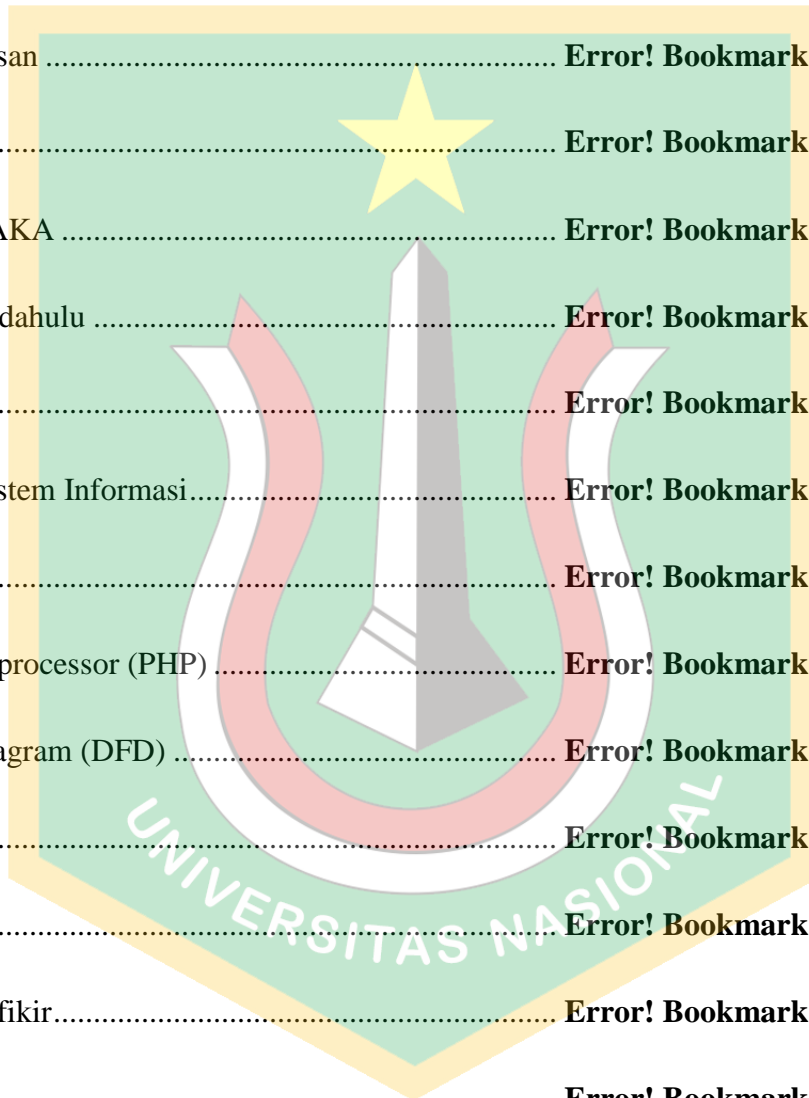 san ........................................................................ Error! Bookmark
........................................................................ Error! Bookmark
AKA ........................................................................ Error! Bookmark
dahulu ........................................................................ Error! Bookmark
........................................................................ Error! Bookmark
stem Informasi........................................................................ Error! Bookmark
........................................................................ Error! Bookmark
processor (PHP) ........................................................................ Error! Bookmark
agram (DFD) ........................................................................ Error! Bookmark
........................................................................ Error! Bookmark
........................................................................ Error! Bookmark
fikir........................................................................ Error! Bookmark
Error! Bookmark
UNIVERSITAS NASIONAL